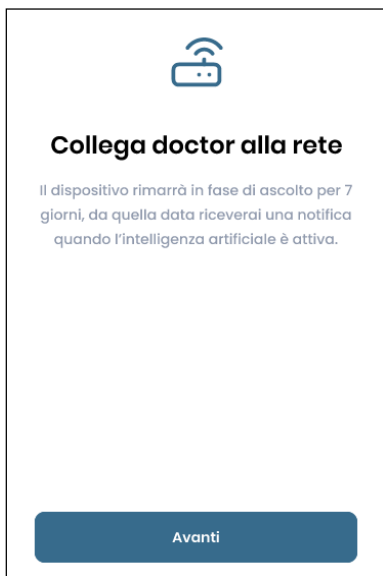 Collega doctor alla rete
Il dispositivo rimarrà in fase di ascolto per 7
giorni, da quella data riceverai una notifica
quando l'intelligenza artificiale è attiva.
Avanti